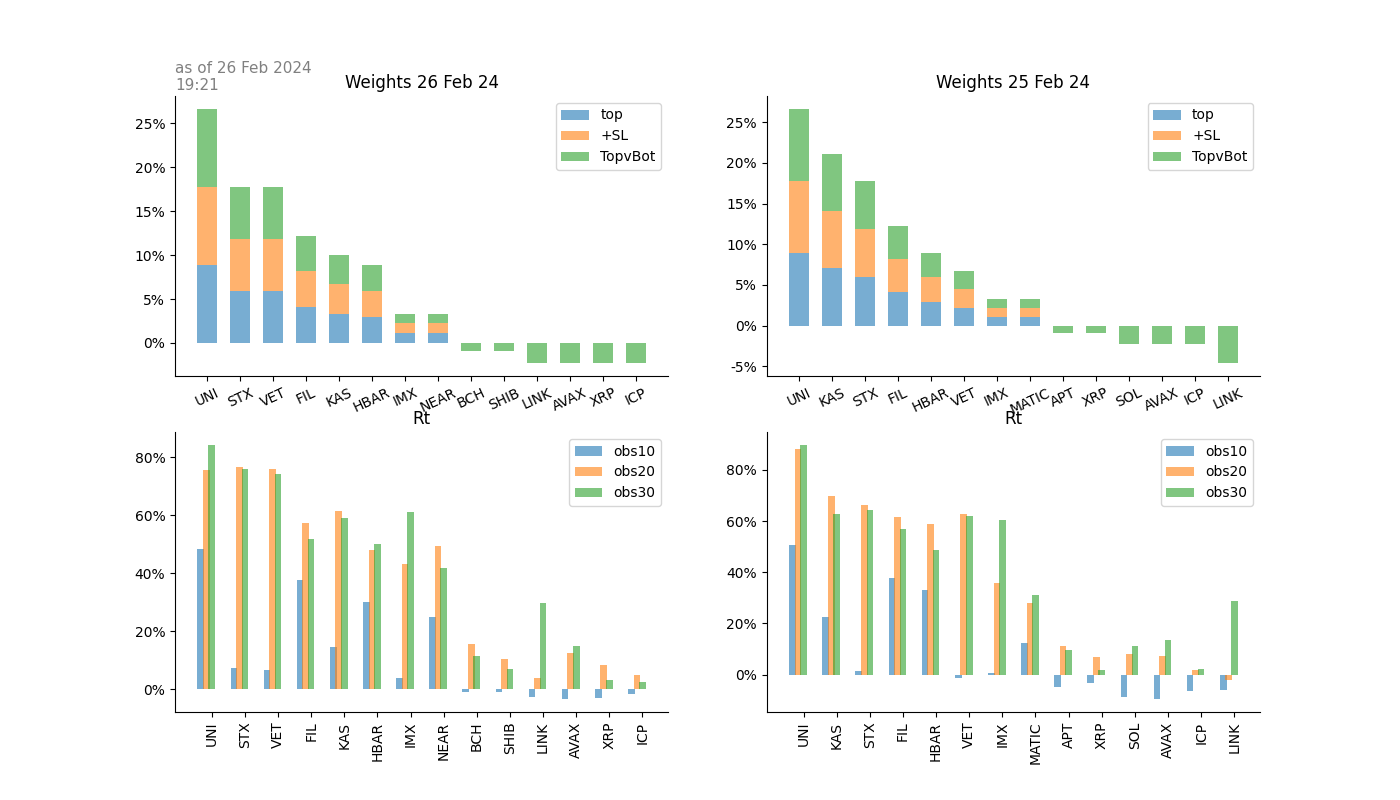 as of 26 Feb 2024
19:21
Weights 26 Feb 24
25%
20%
15%
10%
5%
0%
top
+SL
TopvBot
UNI STX VET FIL KAS HBAR IMX NEAR BCH SHIB LINK AVAX XRP ICP
Weights 25 Feb 24
25%
20%
15%
10%
5%
0%
-5%
top
+SL
TopvBot
UNI KAS STX FIL HBAR VET IMX MATIC APT XRP SOL AVAX ICP LINK
Rt
80%
60%
40%
20%
0%
obs10
obs20
obs30
UNI STX VET FIL KAS HBAR IMX NEAR BCH SHIB LINK AVAX XRP ICP
Rt
80%
60%
40%
20%
0%
obs10
obs20
obs30
UNI KAS STX FIL HBAR VET IMX MATIC APT XRP SOL AVAX ICP LINK